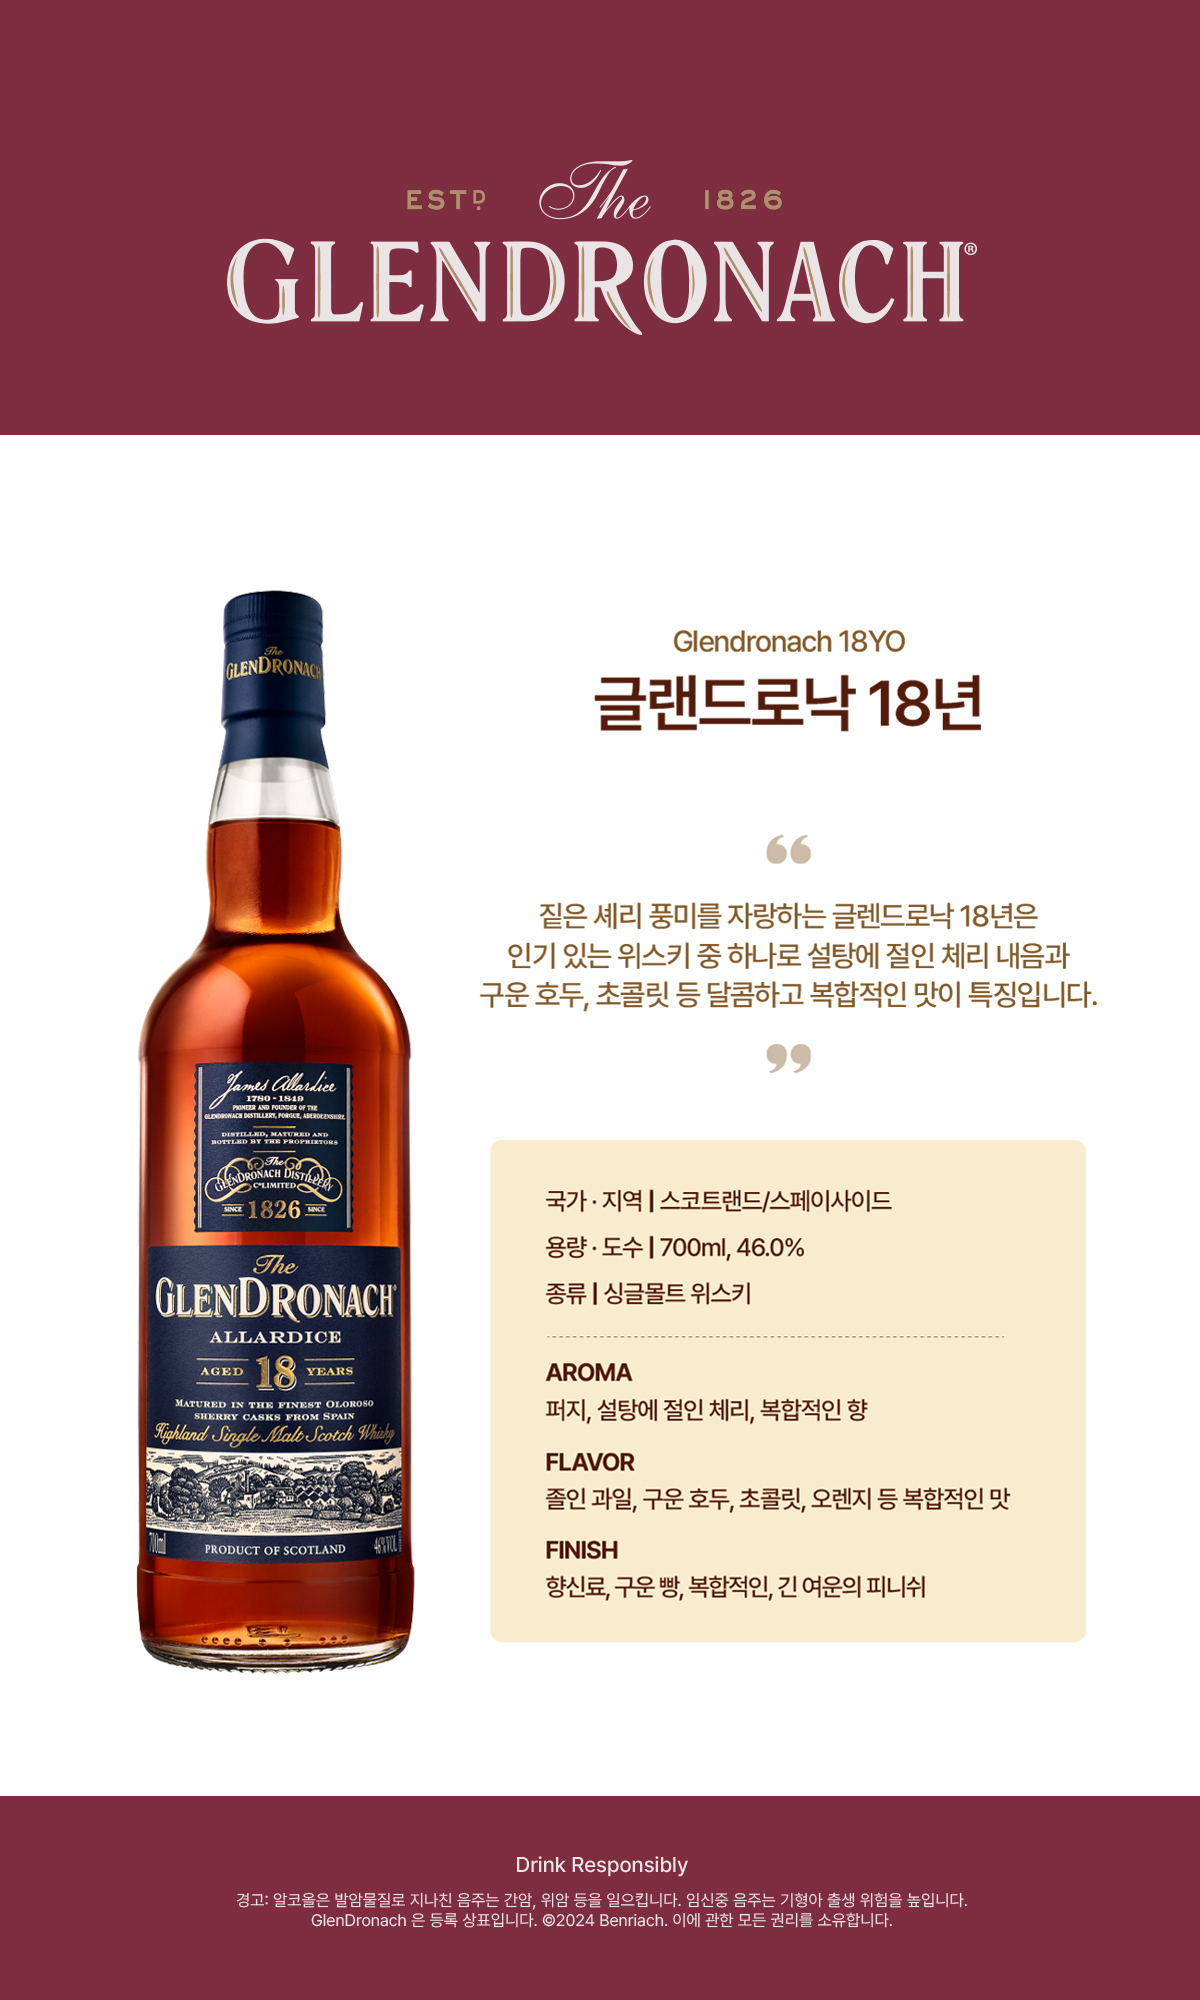 ESTD The 1826
GLENDRONACH®
The
GLENDRONACH
Glendronach 18YO
글랜드로낙 18년
“
짙은 셰리 풍미를 자랑하는 글렌드로낙 18년은
인기 있는 위스키 중 하나로 설탕에 절인 체리 내음과
구운 호두, 초콜릿 등 달콤하고 복합적인 맛이 특징입니다.
”
James Allardice
1780 - 1849
PIONEER AND FOUNDER OF THE
GLENDRONACH DISTILLERY, FORGUE, ABERDEENSHIRE.
DISTILLED, MATURED AND
BOTTLED BY THE PROPRIETORS
The
GLENDRONACH DISTILLERY
Co LIMITED
SINCE 1826 SINCE
The
GLENDRONACH®
ALLARDICE
AGED 18 YEARS
MATURED IN THE FINEST OLOROSO
SHERRY CASKS FROM SPAIN
Highland Single Malt Scotch Whisky
700ml PRODUCT OF SCOTLAND 46%VOL
국가 · 지역 | 스코트랜드/스페이사이드
용량 · 도수 | 700ml, 46.0%
종류 | 싱글몰트 위스키
AROMA
퍼지, 설탕에 절인 체리, 복합적인 향
FLAVOR
졸인 과일, 구운 호두, 초콜릿, 오렌지 등 복합적인 맛
FINISH
향신료, 구운 빵, 복합적인, 긴 여운의 피니쉬
Drink Responsibly
경고: 알코올은 발암물질로 지나친 음주는 간암, 위암 등을 일으킵니다. 임신중 음주는 기형아 출생 위험을 높입니다.
GlenDronach 은 등록 상표입니다. ©2024 Benriach. 이에 관한 모든 권리를 소유합니다.